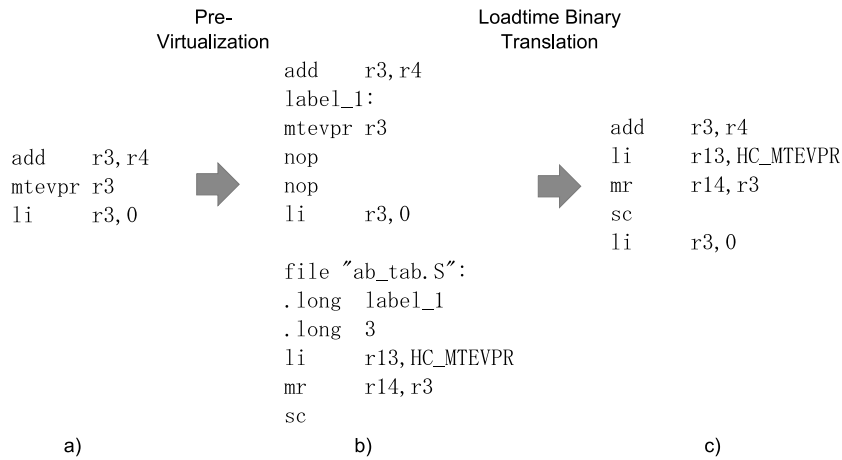 Pre-
Virtualization
Loadtime Binary
Translation
add r3,r4
mtevpr r3
li r3,0
a)
add r3,r4
label_1:
mtevpr r3
nop
nop
li r3,0
file "ab_tab.S":
.long label_1
.long 3
li r13,HC_MTEVPR
mr r14,r3
sc
b)
add r3,r4
li r13,HC_MTEVPR
mr r14,r3
sc
li r3,0
c)